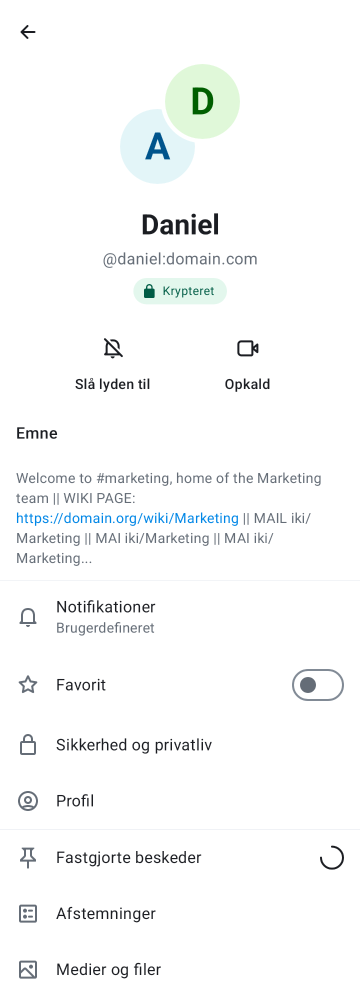 D
A
Daniel
@daniel:domain.com
Krypteret
Slå lyden til
Opkald
Emne
Welcome to #marketing, home of the Marketing
team || WIKI PAGE:
https://domain.org/wiki/Marketing || MAIL iki/
Marketing || MAI iki/Marketing || MAI iki/
Marketing...
Notifikationer
Brugerdefineret
Favorit
Sikkerhed og privatliv
Profil
Fastgjorte beskeder
Afstemninger
Medier og filer